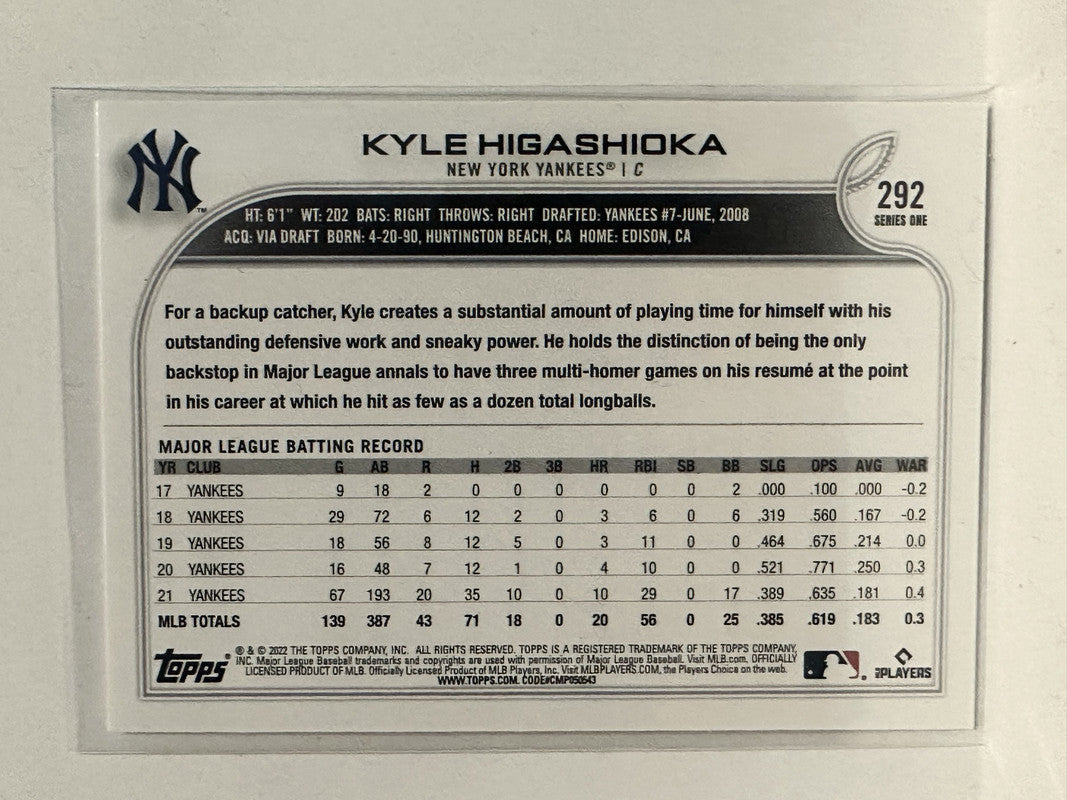 NY
™
KYLE HIGASHIOKA
NEW YORK YANKEES® | C
292
SERIES ONE
HT: 6'1" WT: 202 BATS: RIGHT THROWS: RIGHT DRAFTED: YANKEES #7-JUNE, 2008
ACQ: VIA DRAFT BORN: 4-20-90, HUNTINGTON BEACH, CA HOME: EDISON, CA
For a backup catcher, Kyle creates a substantial amount of playing time for himself with his
outstanding defensive work and sneaky power. He holds the distinction of being the only
backstop in Major League annals to have three multi-homer games on his resumé at the point
in his career at which he hit as few as a dozen total longballs.
MAJOR LEAGUE BATTING RECORD
YR CLUB G AB R H 2B 3B HR RBI SB BB SLG OPS AVG WAR
17 YANKEES 9 18 2 0 0 0 0 0 0 2 .000 .100 .000 -0.2
18 YANKEES 29 72 6 12 2 0 3 6 0 6 .319 .560 .167 -0.2
19 YANKEES 18 56 8 12 5 0 3 11 0 0 .464 .675 .214 0.0
20 YANKEES 16 48 7 12 1 0 4 10 0 0 .521 .771 .250 0.3
21 YANKEES 67 193 20 35 10 0 10 29 0 17 .389 .635 .181 0.4
MLB TOTALS 139 387 43 71 18 0 20 56 0 25 .385 .619 .183 0.3
Topps®
® & © 2022 THE TOPPS COMPANY, INC. ALL RIGHTS RESERVED. TOPPS IS A REGISTERED TRADEMARK OF THE TOPPS COMPANY,
INC. Major League Baseball trademarks and copyrights are used with permission of Major League Baseball. Visit MLB.com. OFFICIALLY
LICENSED PRODUCT OF MLB. Officially Licensed Product of MLB Players, Inc. Visit MLBPLAYERS.COM, the Players Choice on the web.
WWW.TOPPS.COM. CODE#CMP050543
PLAYERS